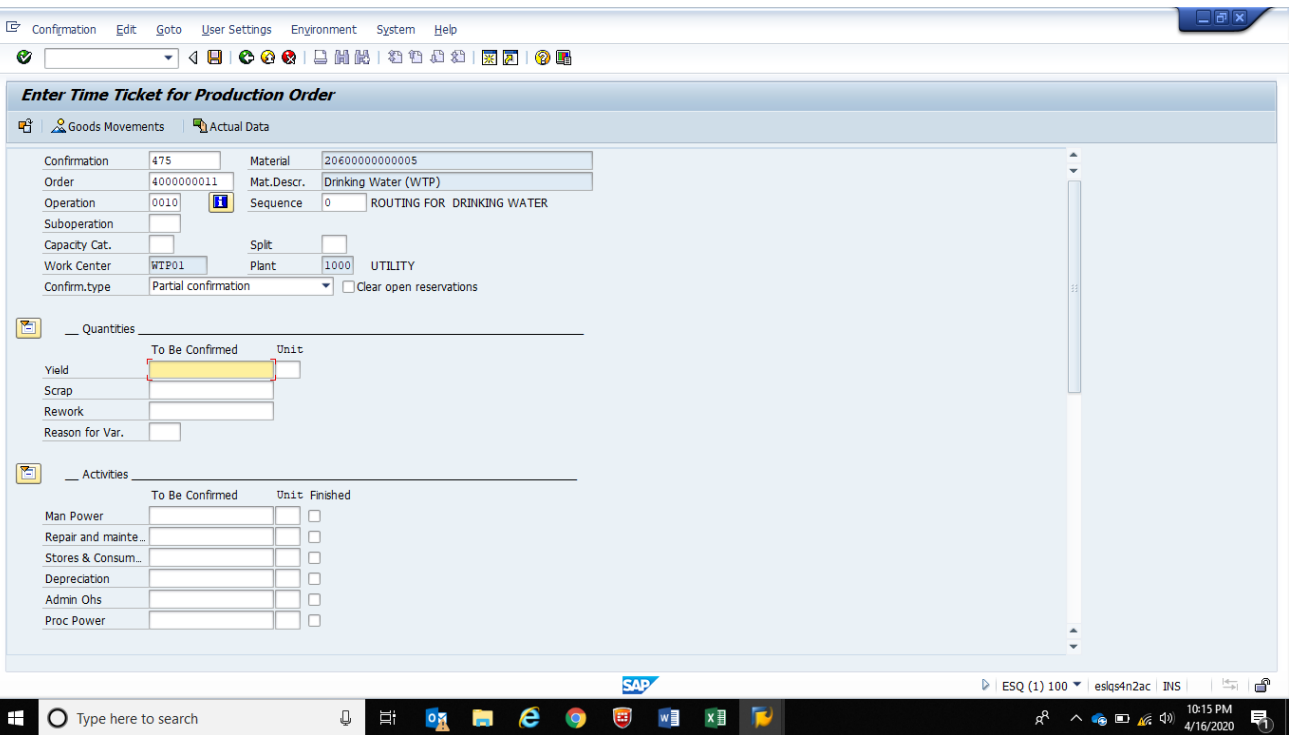 Confirmation Edit Goto User Settings Environment System Help
Enter Time Ticket for Production Order
Goods Movements Actual Data
Confirmation 475 Material 20600000000005
Order 4000000011 Mat.Descr. Drinking Water (WTP)
Operation 0010 Sequence 0 ROUTING FOR DRINKING WATER
Suboperation
Capacity Cat. Split
Work Center WTP01 Plant 1000 UTILITY
Confirm.type Partial confirmation Clear open reservations
Quantities
To Be Confirmed Unit
Yield
Scrap
Rework
Reason for Var.
Activities
To Be Confirmed Unit Finished
Man Power
Repair and mainte..
Stores & Consum..
Depreciation
Admin Ohs
Proc Power
SAP ESQ (1) 100 eslqs4n2ac INS
Type here to search
10:15 PM
4/16/2020